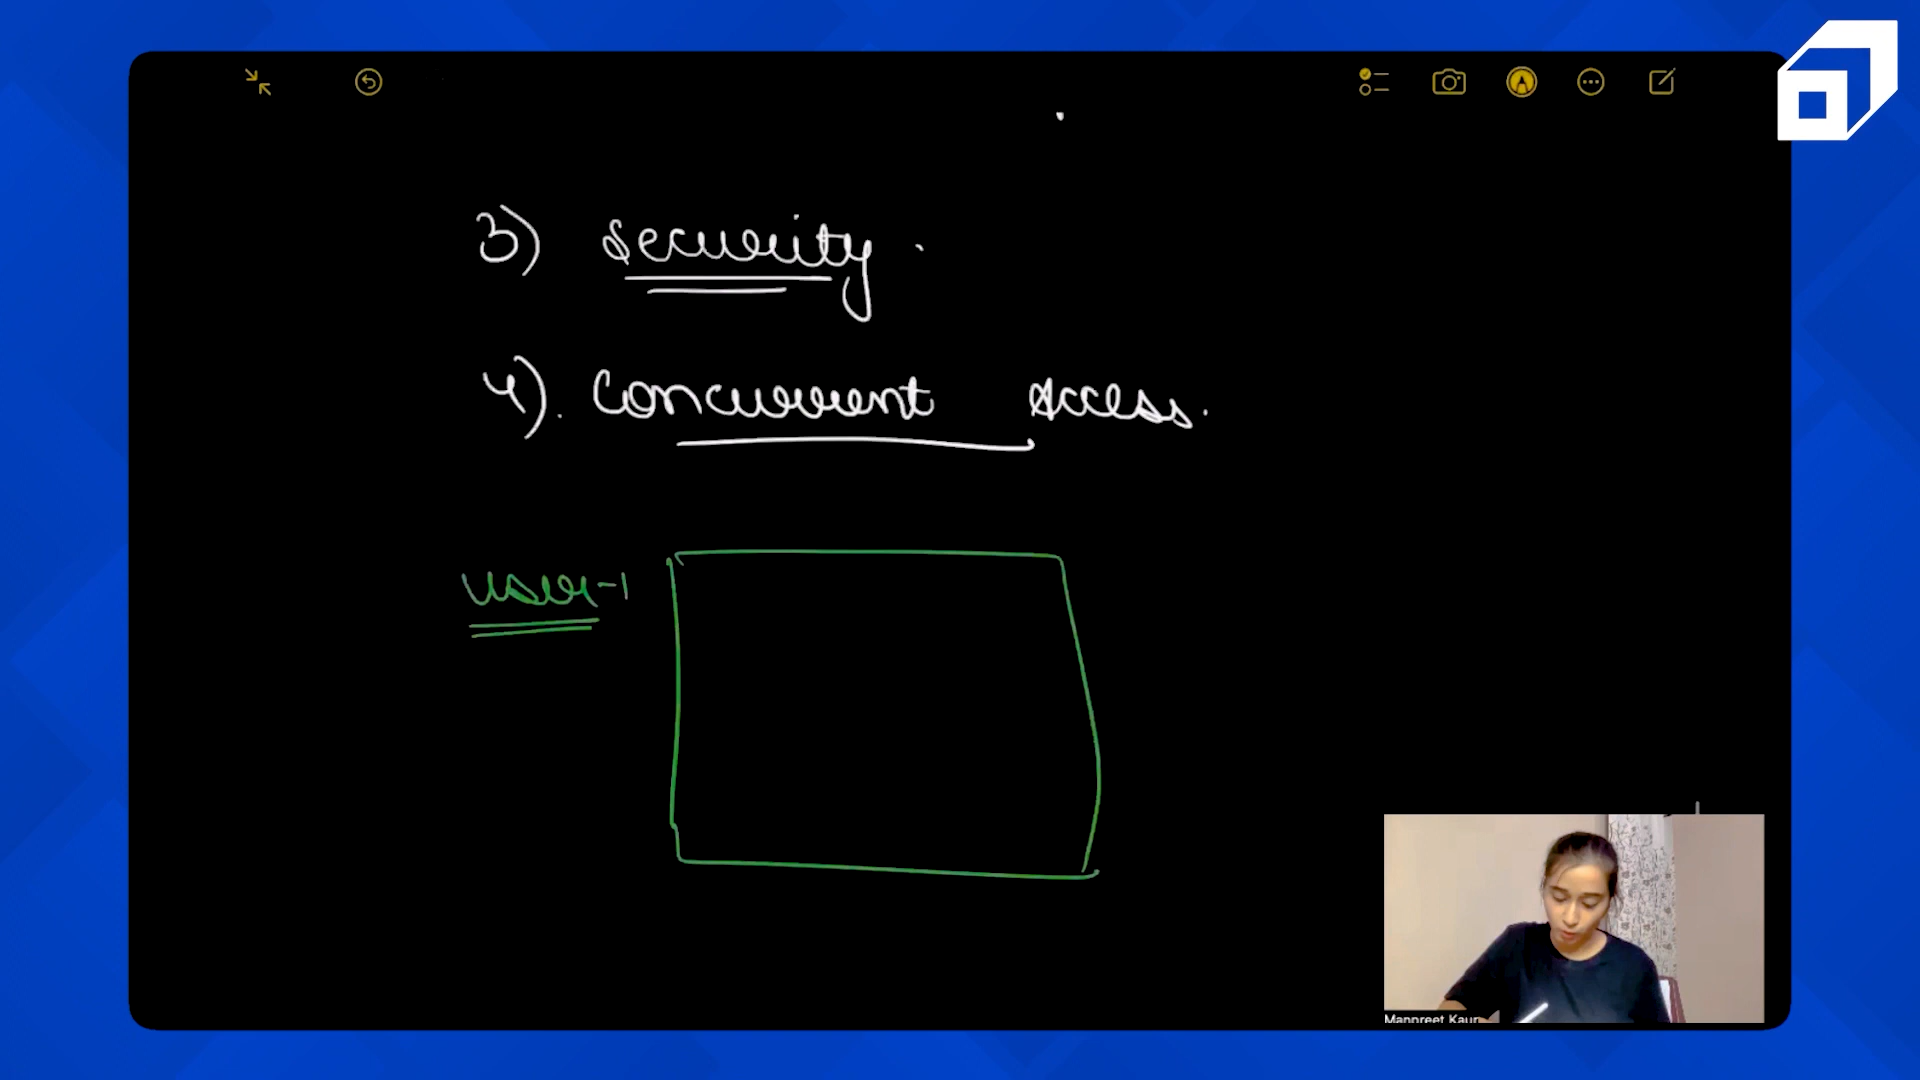 3) Security.
4). Concurrent Access.
User-1
Manpreet Kaur